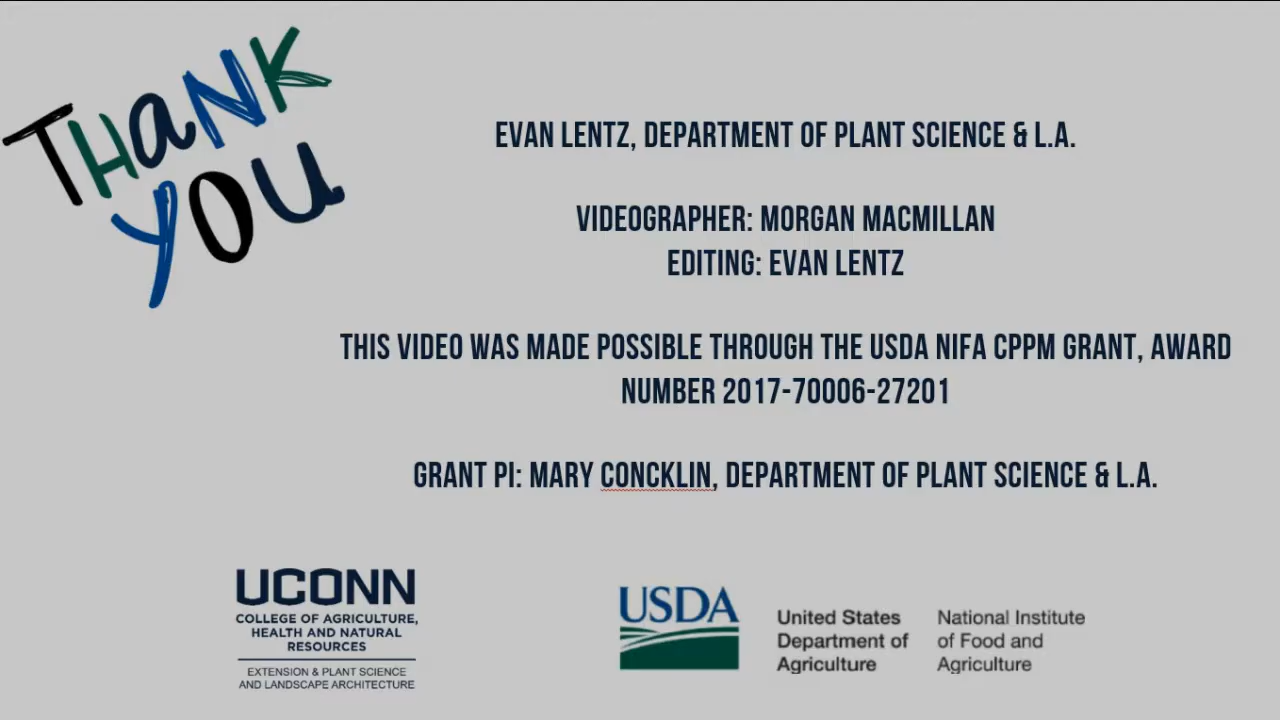 THaNK
YOU
EVAN LENTZ, DEPARTMENT OF PLANT SCIENCE & L.A.
VIDEOGRAPHER: MORGAN MACMILLAN
EDITING: EVAN LENTZ
THIS VIDEO WAS MADE POSSIBLE THROUGH THE USDA NIFA CPPM GRANT, AWARD
NUMBER 2017-70006-27201
GRANT PI: MARY CONCKLIN, DEPARTMENT OF PLANT SCIENCE & L.A.
UCONN
COLLEGE OF AGRICULTURE,
HEALTH AND NATURAL
RESOURCES
EXTENSION & PLANT SCIENCE
AND LANDSCAPE ARCHITECTURE
USDA
United States
Department of
Agriculture
National Institute
of Food and
Agriculture